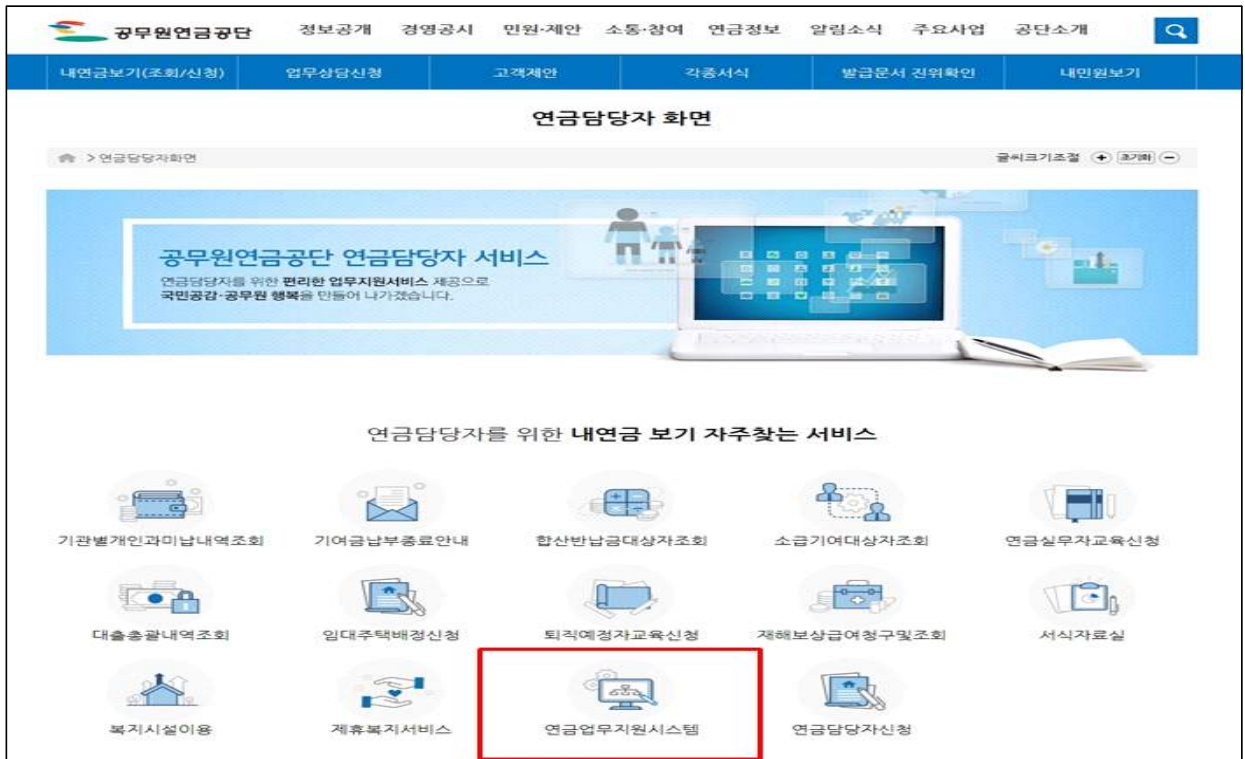 공무원연금공단 정보공개 경영공시 민원·제안 소통·참여 연금정보 알림소식 주요사업 공단소개
내연금보기(조회/신청) 업무상담신청 고객제안 각종서식 발급문서 진위확인 내민원보기
연금담당자 화면
>연금담당자화면 글씨크기조절 + 초기화 -
공무원연금공단 연금담당자 서비스
연금담당자를 위한 편리한 업무지원서비스 제공으로
국민공감·공무원 행복을 만들어 나가겠습니다.
연금담당자를 위한 내연금 보기 자주찾는 서비스
기관별개인과미납내역조회 기여금납부종료안내 합산반납금대상자조회 소급기여대상자조회 연금실무자교육신청
대출총괄내역조회 임대주택배정신청 퇴직예정자교육신청 재해보상급여청구및조회 서식자료실
복지시설이용 제휴복지서비스 연금업무지원시스템 연금담당자신청